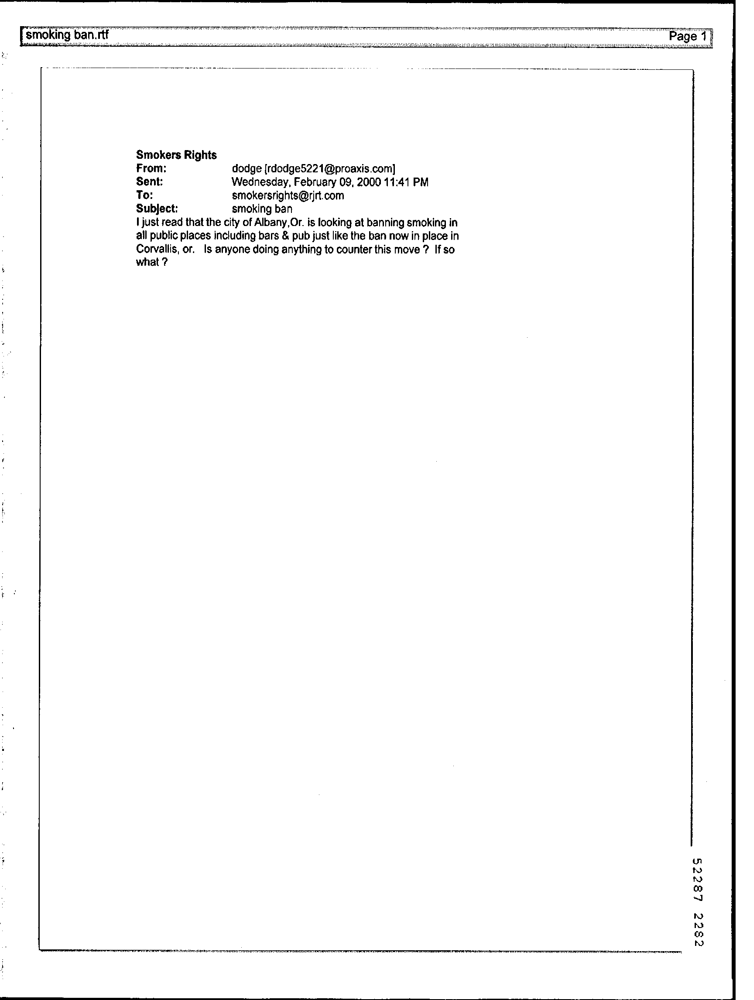 smoking ban.rtf
Page 1
Smokers Rights
From: dodge [rdodge5221@proaxis.com]
Sent: Wednesday, February 09, 2000 11:41 PM
To: smokersrights@rjrt.com
Subject: smoking ban
I just read that the city of Albany,Or. is looking at banning smoking in
all public places including bars & pub just like the ban now in place in
Corvallis, or. Is anyone doing anything to counter this move ? If so
what ?
52287 2282